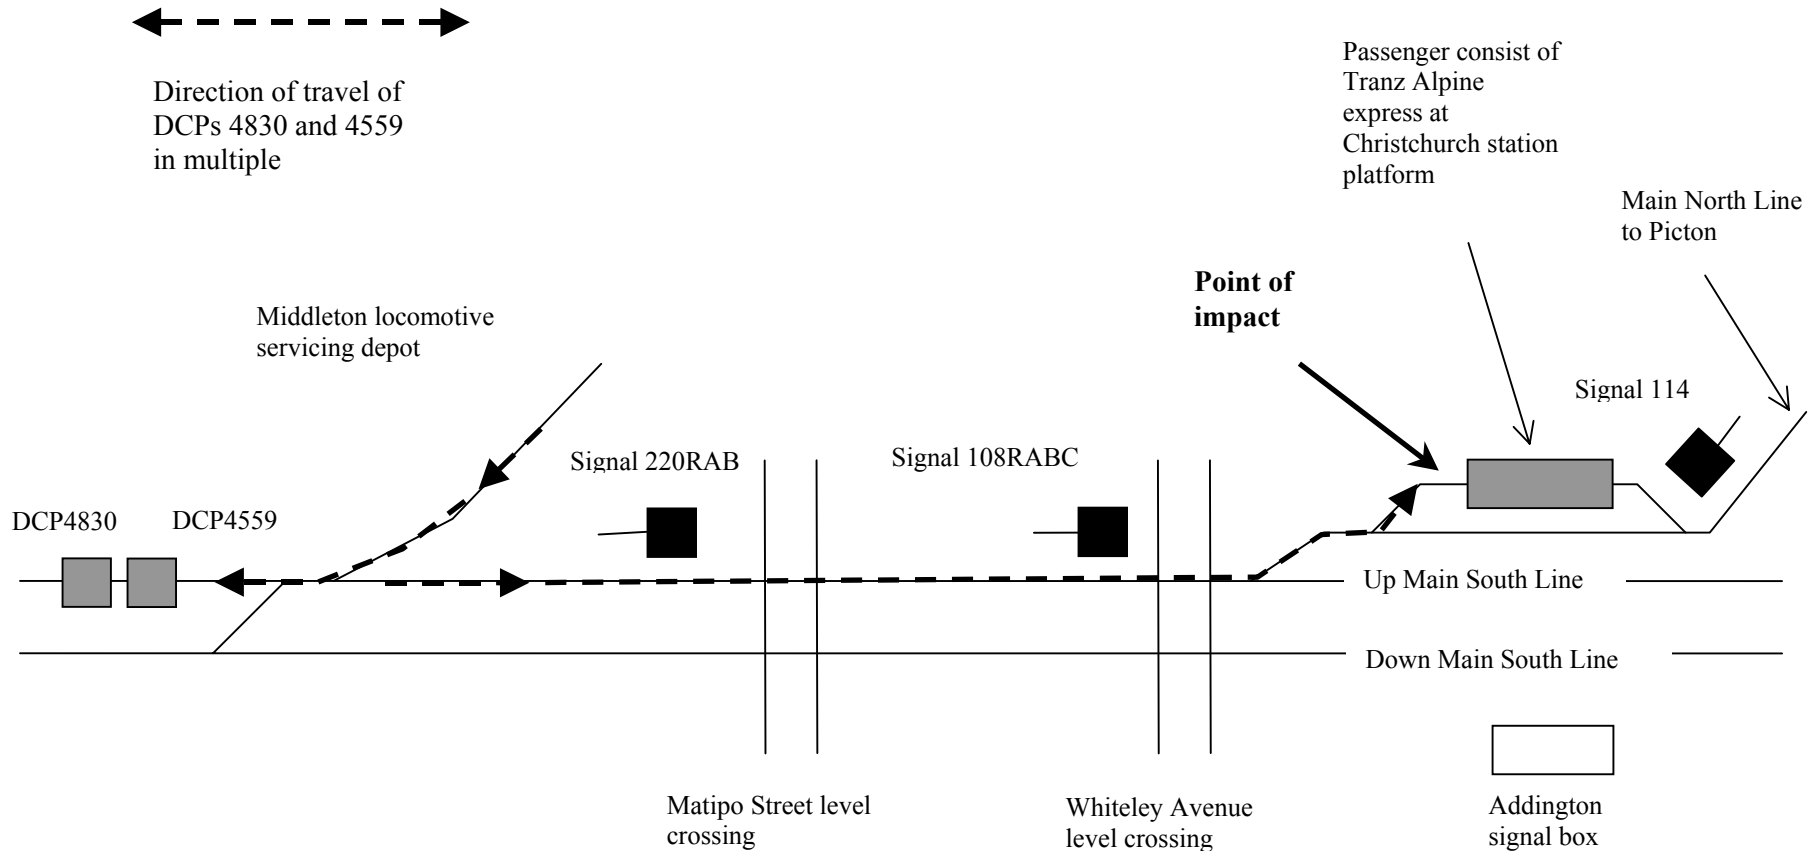 Direction of travel of
DCPs 4830 and 4559
in multiple
Passenger consist of
Tranz Alpine
express at
Christchurch station
platform
Main North Line
to Picton
Point of
impact
Middleton locomotive
servicing depot
Signal 114
Signal 220RAB
Signal 108RABC
DCP4830
DCP4559
Up Main South Line
Down Main South Line
Matipo Street level
crossing
Whiteley Avenue
level crossing
Addington
signal box